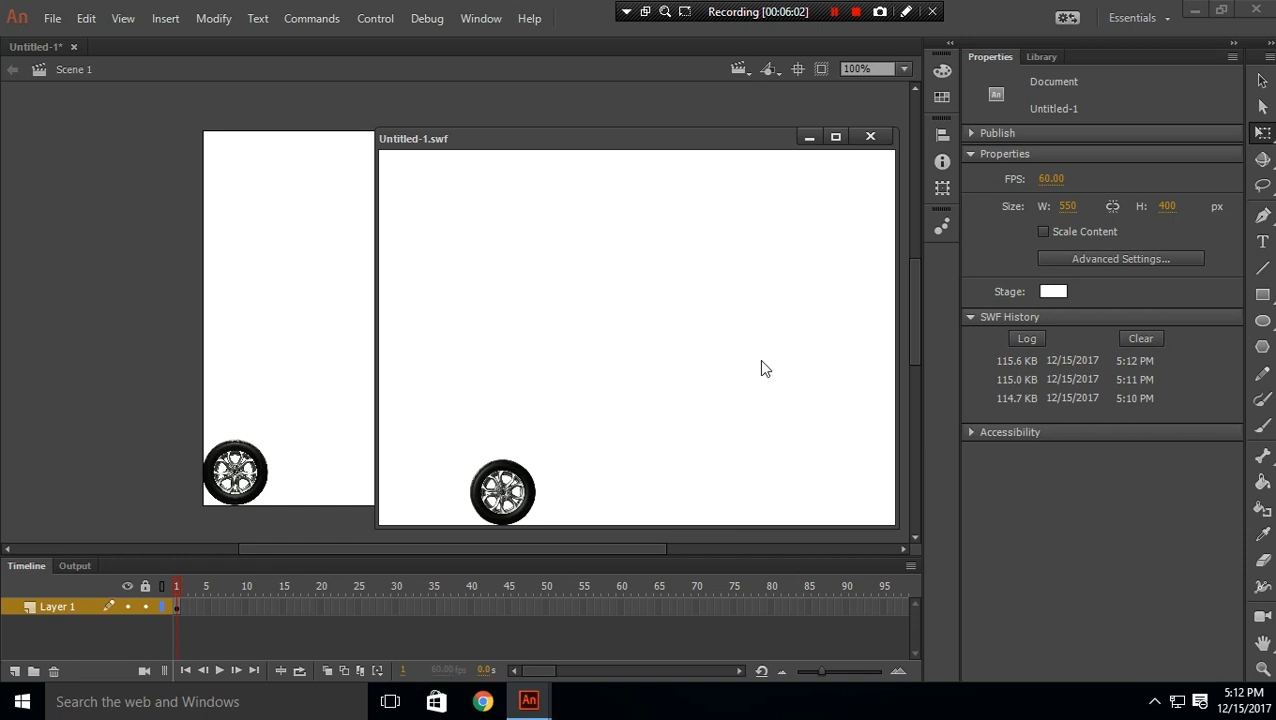 An File Edit View Insert Modify Text Commands Control Debug Window Help
Recording [00:06:02]
Essentials
Untitled-1*
Scene 1
100%
Untitled-1.swf
Properties Library
An
Document
Untitled-1
Publish
Properties
FPS: 60.00
Size: W: 550 H: 400 px
Scale Content
Advanced Settings...
Stage:
SWF History
Log Clear
115.6 KB 12/15/2017 5:12 PM
115.0 KB 12/15/2017 5:11 PM
114.7 KB 12/15/2017 5:10 PM
Accessibility
Timeline Output
1 5 10 15 20 25 30 35 40 45 50 55 60 65 70 75 80 85 90 95
Layer 1
1 60.00 fps 0.0 s
Search the web and Windows
An
5:12 PM
12/15/2017